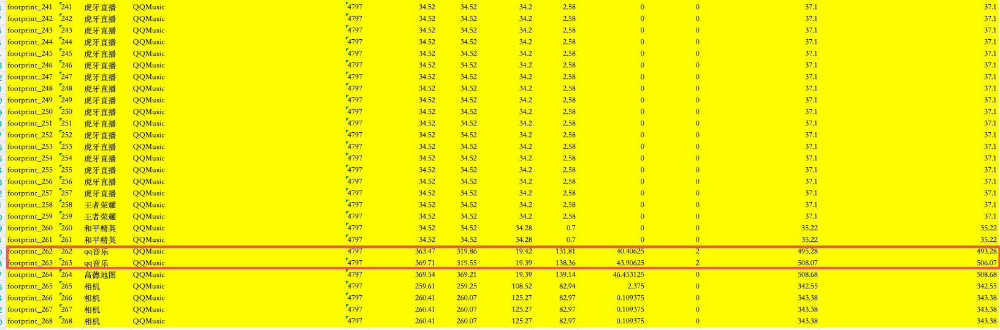 footprint_241 241 虎牙直播 QQMusic 4797 34.52 34.52 34.2 2.58 0 0 37.1 37.1
footprint_242 242 虎牙直播 QQMusic 4797 34.52 34.52 34.2 2.58 0 0 37.1 37.1
footprint_243 243 虎牙直播 QQMusic 4797 34.52 34.52 34.2 2.58 0 0 37.1 37.1
footprint_244 244 虎牙直播 QQMusic 4797 34.52 34.52 34.2 2.58 0 0 37.1 37.1
footprint_245 245 虎牙直播 QQMusic 4797 34.52 34.52 34.2 2.58 0 0 37.1 37.1
footprint_246 246 虎牙直播 QQMusic 4797 34.52 34.52 34.2 2.58 0 0 37.1 37.1
footprint_247 247 虎牙直播 QQMusic 4797 34.52 34.52 34.2 2.58 0 0 37.1 37.1
footprint_248 248 虎牙直播 QQMusic 4797 34.52 34.52 34.2 2.58 0 0 37.1 37.1
footprint_249 249 虎牙直播 QQMusic 4797 34.52 34.52 34.2 2.58 0 0 37.1 37.1
footprint_250 250 虎牙直播 QQMusic 4797 34.52 34.52 34.2 2.58 0 0 37.1 37.1
footprint_251 251 虎牙直播 QQMusic 4797 34.52 34.52 34.2 2.58 0 0 37.1 37.1
footprint_252 252 虎牙直播 QQMusic 4797 34.52 34.52 34.2 2.58 0 0 37.1 37.1
footprint_253 253 虎牙直播 QQMusic 4797 34.52 34.52 34.2 2.58 0 0 37.1 37.1
footprint_254 254 虎牙直播 QQMusic 4797 34.52 34.52 34.2 2.58 0 0 37.1 37.1
footprint_255 255 虎牙直播 QQMusic 4797 34.52 34.52 34.2 2.58 0 0 37.1 37.1
footprint_256 256 虎牙直播 QQMusic 4797 34.52 34.52 34.2 2.58 0 0 37.1 37.1
footprint_257 257 虎牙直播 QQMusic 4797 34.52 34.52 34.2 2.58 0 0 37.1 37.1
footprint_258 258 王者荣耀 QQMusic 4797 34.52 34.52 34.2 2.58 0 0 37.1 37.1
footprint_259 259 王者荣耀 QQMusic 4797 34.52 34.52 34.2 2.58 0 0 37.1 37.1
footprint_260 260 和平精英 QQMusic 4797 34.52 34.52 34.28 0.7 0 0 35.22 35.22
footprint_261 261 和平精英 QQMusic 4797 34.52 34.52 34.28 0.7 0 0 35.22 35.22
footprint_262 262 qq音乐 QQMusic 4797 363.47 319.86 19.42 131.81 40.40625 2 495.28 493.28
footprint_263 263 qq音乐 QQMusic 4797 369.71 319.55 19.39 138.36 43.90625 2 508.07 506.07
footprint_264 264 高德地图 QQMusic 4797 369.54 369.21 19.39 139.14 46.453125 0 508.68 508.68
footprint_265 265 相机 QQMusic 4797 259.61 259.25 108.52 82.94 2.375 0 342.55 342.55
footprint_266 266 相机 QQMusic 4797 260.41 260.07 125.27 82.97 0.109375 0 343.38 343.38
footprint_267 267 相机 QQMusic 4797 260.41 260.07 125.27 82.97 0.109375 0 343.38 343.38
footprint_268 268 相机 QQMusic 4797 260.41 260.07 125.27 82.97 0.109375 0 343.38 343.38